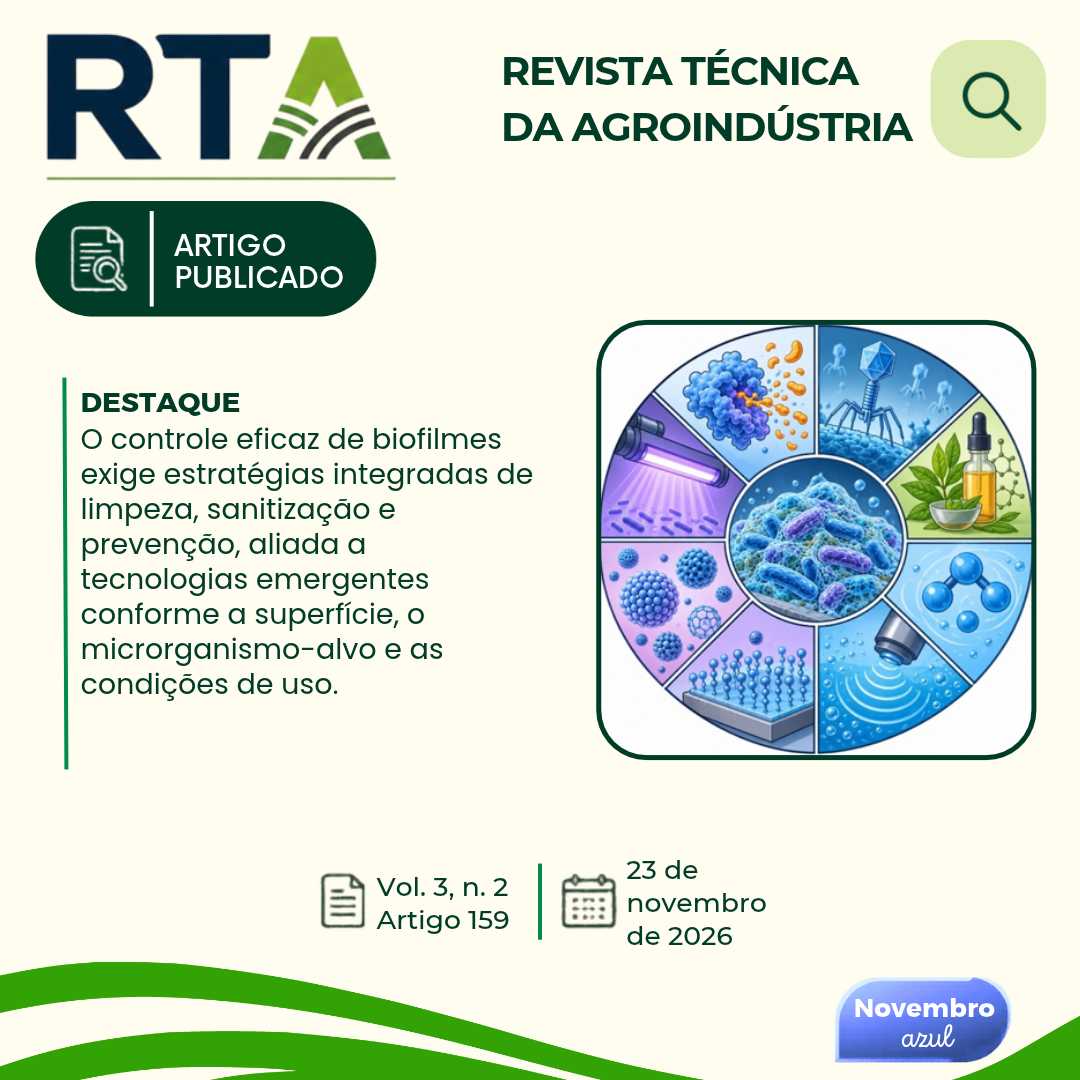 RTA
REVISTA TÉCNICA
DA AGROINDÚSTRIA
ARTIGO
PUBLICADO
DESTAQUE
O controle eficaz de biofilmes
exige estratégias integradas de
limpeza, sanitização e
prevenção, aliada a
tecnologias emergentes
conforme a superfície, o
microrganismo-alvo e as
condições de uso.
Vol. 3, n. 2
Artigo 159
23 de
novembro
de 2026
Novembro
azul